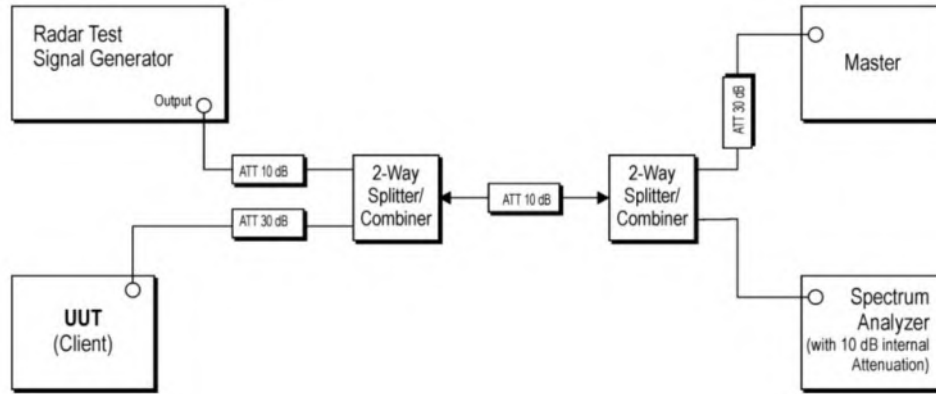 Radar Test
Signal Generator
Output
ATT 10 dB
2-Way
Splitter/
Combiner
ATT 30 dB
UUT
(Client)
ATT 10 dB
2-Way
Splitter/
Combiner
ATT 30 dB
Master
Spectrum
Analyzer
(with 10 dB internal
Attenuation)